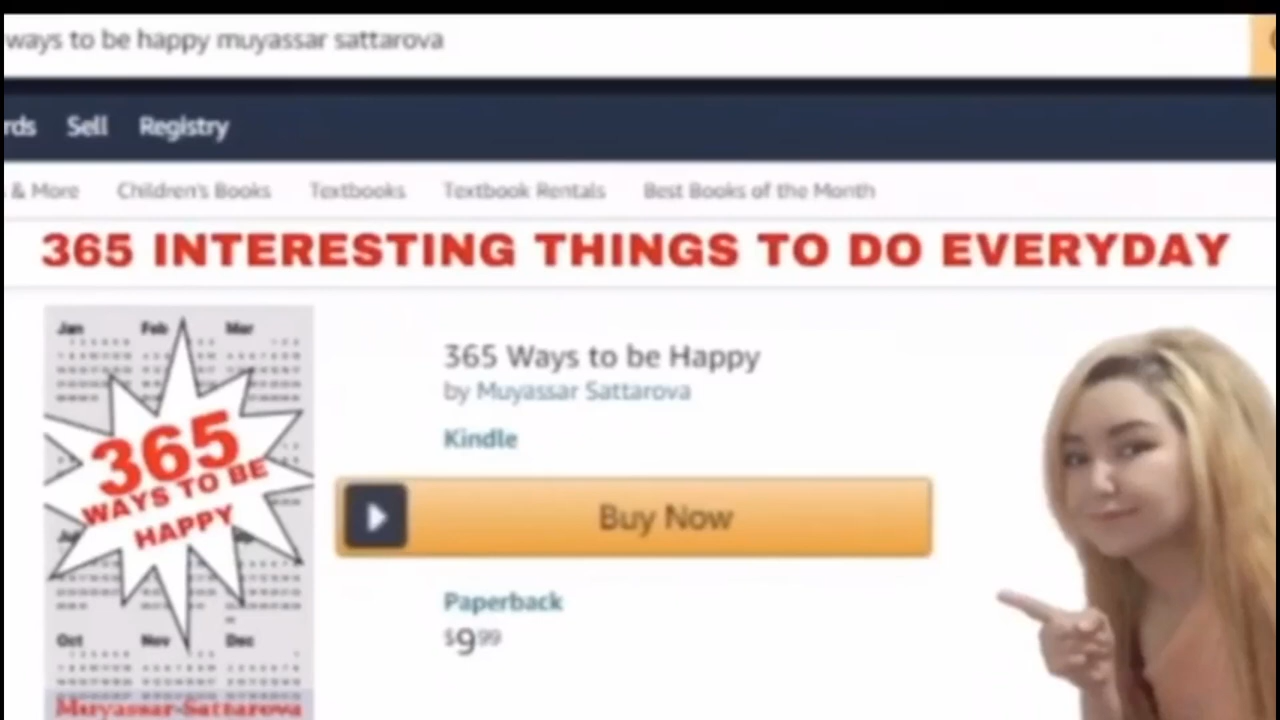 ways to be happy muyassar sattarova
rds Sell Registry
& More Children's Books Textbooks Textbook Rentals Best Books of the Month
365 INTERESTING THINGS TO DO EVERYDAY
Jan Feb Mar
365
WAYS TO BE
HAPPY
Oct Nov Dec
Muyassar Sattarova
365 Ways to be Happy
by Muyassar Sattarova
Kindle
Buy Now
Paperback
$999